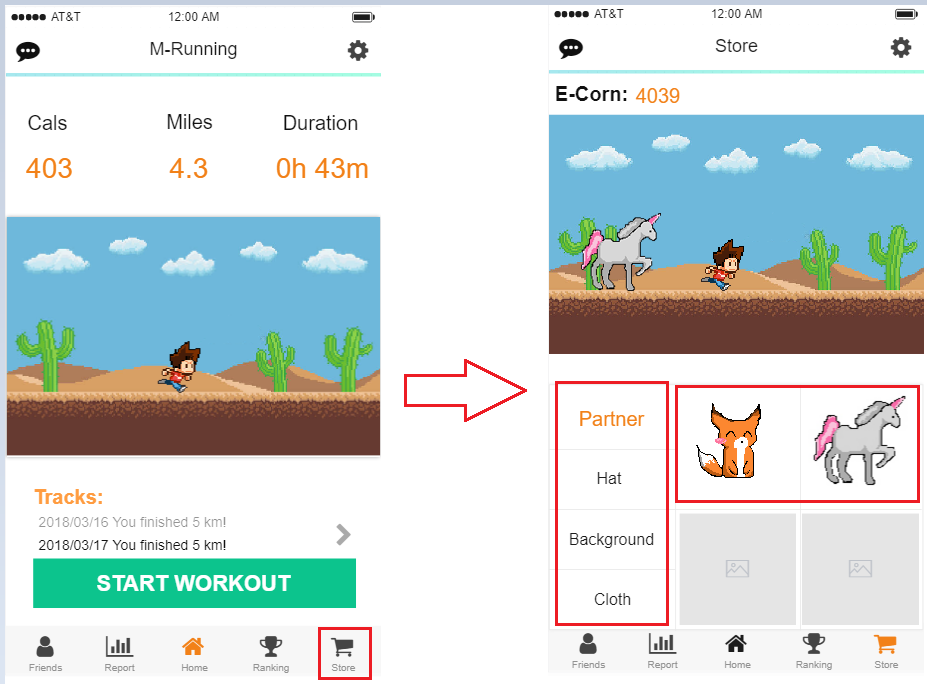 AT&T 12:00 AM
M-Running
Cals Miles Duration
403 4.3 0h 43m
Tracks:
2018/03/16 You finished 5 km!
2018/03/17 You finished 5 km!
START WORKOUT
Friends Report Home Ranking Store
AT&T 12:00 AM
Store
E-Corn: 4039
Partner
Hat
Background
Cloth
Friends Report Home Ranking Store